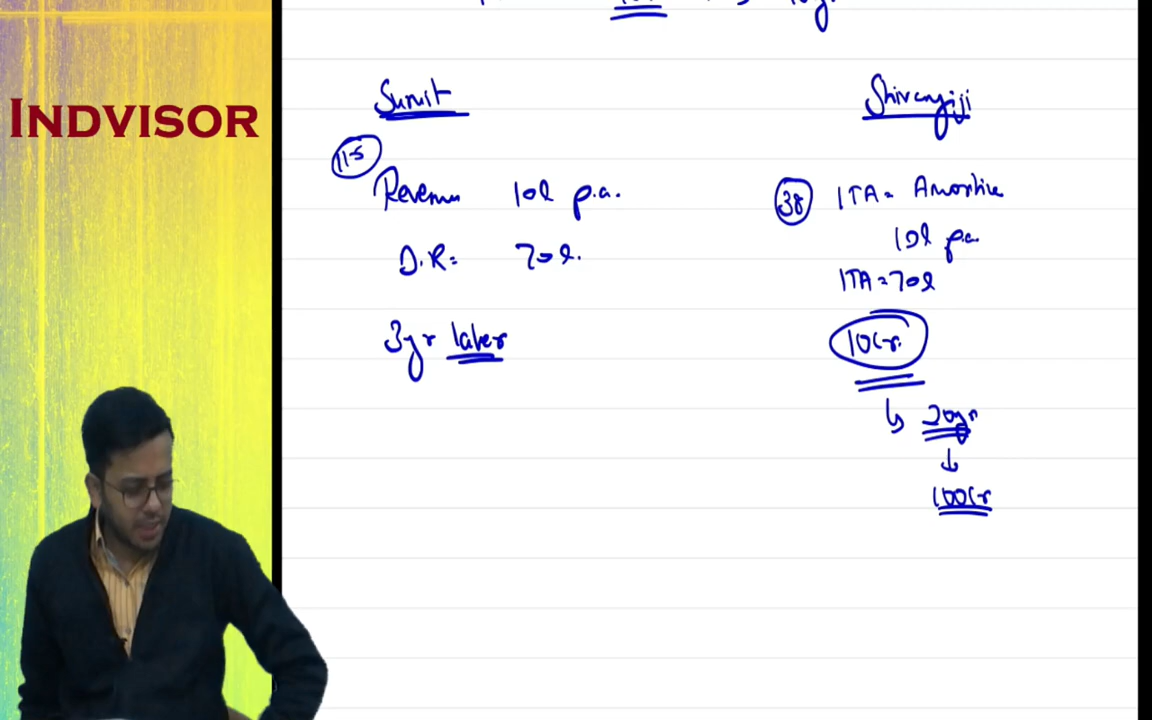 INDVISOR
Sumit
115
Revenue 10l p.a.
D.R= 70l.
3yr later
Shivangiji
38 ITA = Amortise
10l p.a.
ITA = 70l
10Cr.
↳ 20yr
↓
100Cr